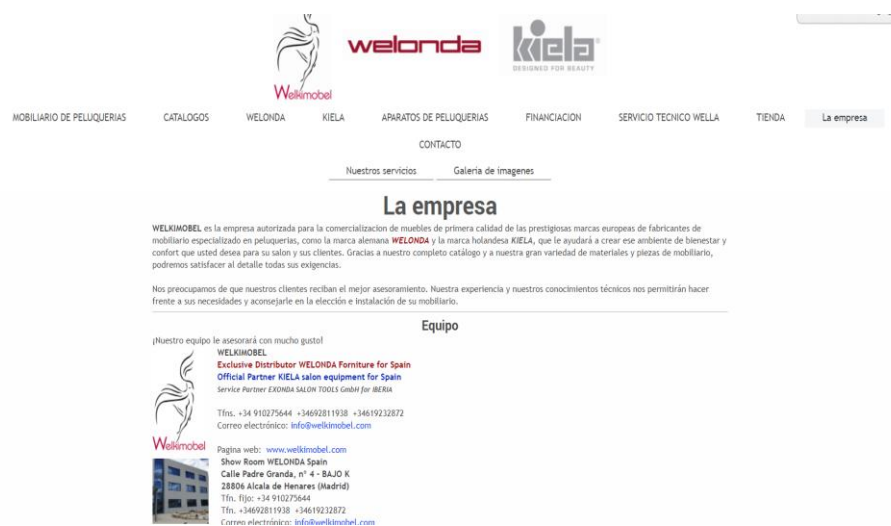 Welkimobel
welonda
kiela
DESIGNED FOR BEAUTY
MOBILIARIO DE PELUQUERIAS CATALOGOS WELONDA KIELA APARATOS DE PELUQUERIAS FINANCIACION SERVICIO TECNICO WELLA TIENDA La empresa
CONTACTO
Nuestros servicios Galeria de imagenes
La empresa
WELKIMOBEL es la empresa autorizada para la comercializacion de muebles de primera calidad de las prestigiosas marcas europeas de fabricantes de
mobiliario especializado en peluquerias, como la marca alemana WELONDA y la marca holandesa KIELA, que le ayudará a crear ese ambiente de bienestar y
confort que usted desea para su salon y sus clientes. Gracias a nuestro completo catálogo y a nuestra gran variedad de materiales y piezas de mobiliario,
podremos satisfacer al detalle todas sus exigencias.
Nos preocupamos de que nuestros clientes reciban el mejor asesoramiento. Nuestra experiencia y nuestros conocimientos técnicos nos permitirán hacer
frente a sus necesidades y aconsejarle en la elección e instalación de su mobiliario.
Equipo
¡Nuestro equipo le asesorará con mucho gusto!
WELKIMOBEL
Exclusive Distributor WELONDA Forniture for Spain
Official Partner KIELA salon equipment for Spain
Service Partner EXONDA SALON TOOLS GmbH for IBERIA
Tfns. +34 910275644 +34692811938 +34619232872
Correo electrónico: info@welkimobel.com
Welkimobel
Pagina web: www.welkimobel.com
Show Room WELONDA Spain
Calle Padre Granda, nº 4 - BAJO K
28806 Alcala de Henares (Madrid)
Tfn. fijo: +34 910275644
Tfn. +34692811938 +34619232872
Correo electrónico: info@welkimobel.com